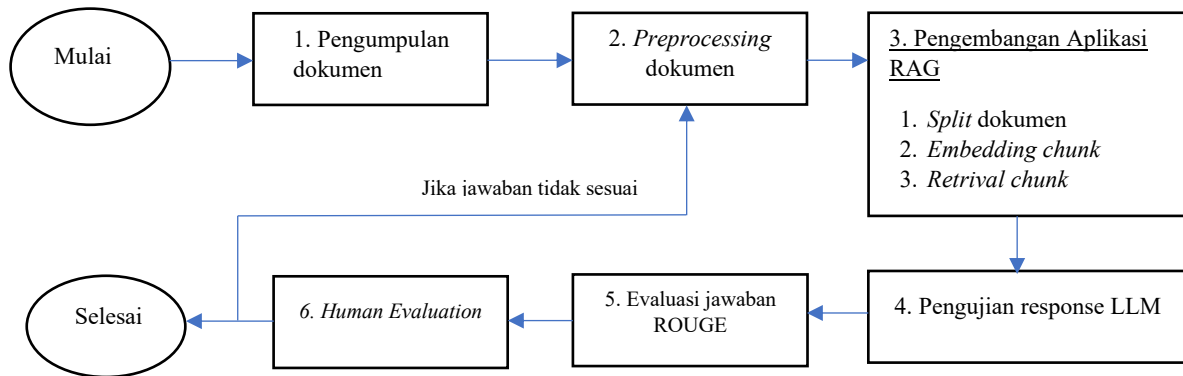 Mulai
1. Pengumpulan
dokumen
2. Preprocessing
dokumen
3. Pengembangan Aplikasi
RAG
1. Split dokumen
2. Embedding chunk
3. Retrival chunk
Jika jawaban tidak sesuai
4. Pengujian response LLM
5. Evaluasi jawaban
ROUGE
6. Human Evaluation
Selesai